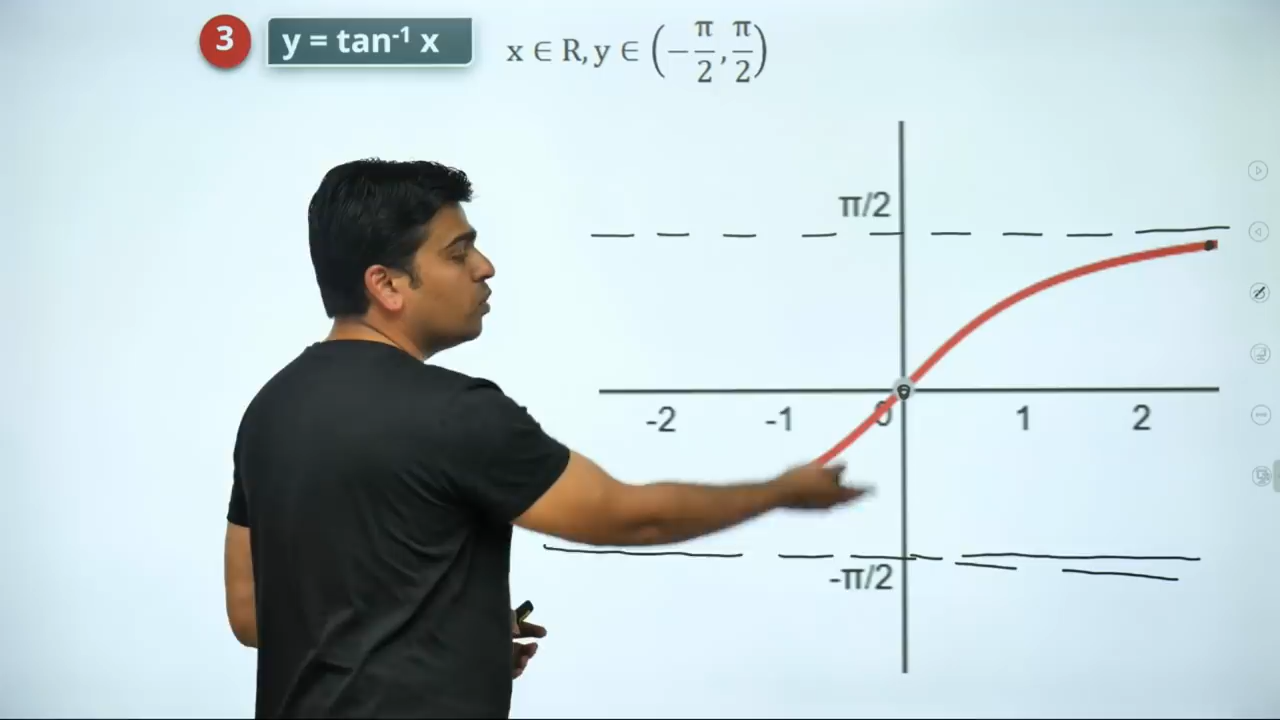 3 y = tan⁻¹ x x ∈ R, y ∈ (−π/2, π/2)
π/2
-2 -1 0 1 2
-π/2